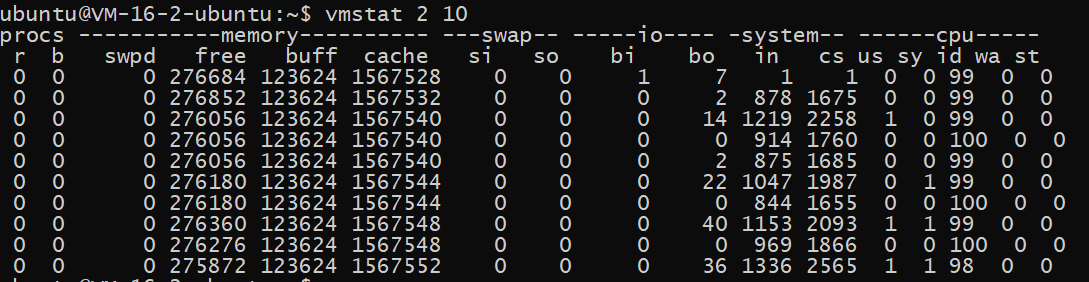 ubuntu@VM-16-2-ubuntu:~$ vmstat 2 10
procs -----------memory---------- ---swap-- -----io---- -system-- ------cpu-----
 r  b   swpd   free   buff  cache   si   so    bi    bo   in   cs us sy id wa st
 0  0      0 276684 123624 1567528    0    0     1     7    1    1  0  0 99  0  0
 0  0      0 276852 123624 1567532    0    0     0     2  878 1675  0  0 99  0  0
 0  0      0 276056 123624 1567540    0    0     0    14 1219 2258  1  0 99  0  0
 0  0      0 276056 123624 1567540    0    0     0     0  914 1760  0  0 100  0  0
 0  0      0 276056 123624 1567540    0    0     0     2  875 1685  0  0 99  0  0
 0  0      0 276180 123624 1567544    0    0     0    22 1047 1987  0  1 99  0  0
 0  0      0 276180 123624 1567544    0    0     0     0  844 1655  0  0 100  0  0
 0  0      0 276360 123624 1567548    0    0     0    40 1153 2093  1  1 99  0  0
 0  0      0 276276 123624 1567548    0    0     0     0  969 1866  0  0 100  0  0
 0  0      0 275872 123624 1567552    0    0     0    36 1336 2565  1  1 98  0  0